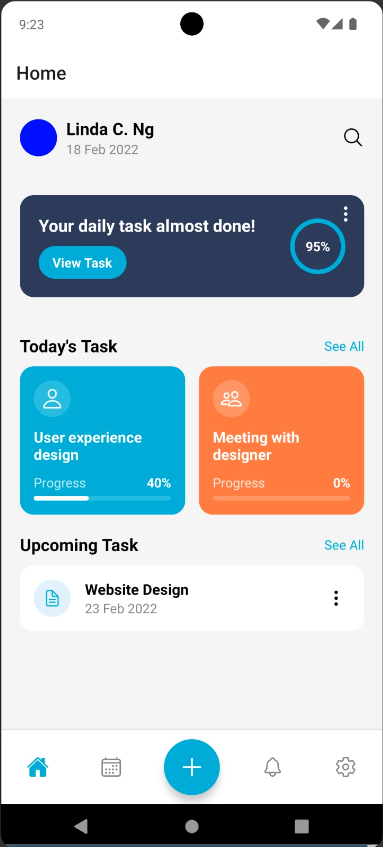 9:23
Home
Linda C. Ng
18 Feb 2022
Your daily task almost done!
View Task
95%
Today's Task
See All
User experience
design
Progress
40%
Meeting with
designer
Progress
0%
Upcoming Task
See All
Website Design
23 Feb 2022